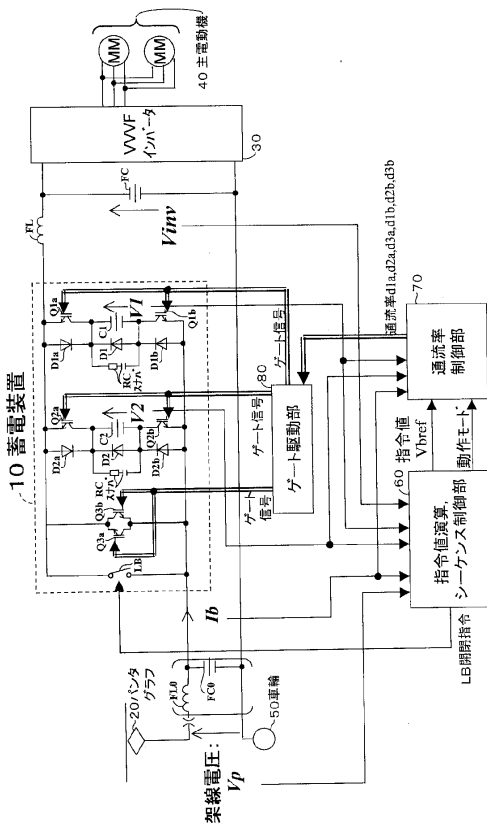 10 蓄電装置
20パンタ
グラフ
FL0
FC0
50車輪
架線電圧:
Vp
Ib
LB
Q3a
Q3b
RC
スナバ
D2a
D2
D2b
Q2a
C2
V2
Q2b
RC
スナバ
D1a
D1
D1b
Q1a
C1
V1
Q1b
FL
FC
Vinv
VVVF
インバータ
30
MM
MM
40 主電動機
ゲート
信号
ゲート信号
ゲート信号
80
ゲート駆動部
通流率d1a,d2a,d3a,d1b,d2b,d3b
60
指令値演算,
シーケンス制御部
指令値
Vbref
動作モード
70
通流率
制御部
LB開閉指令